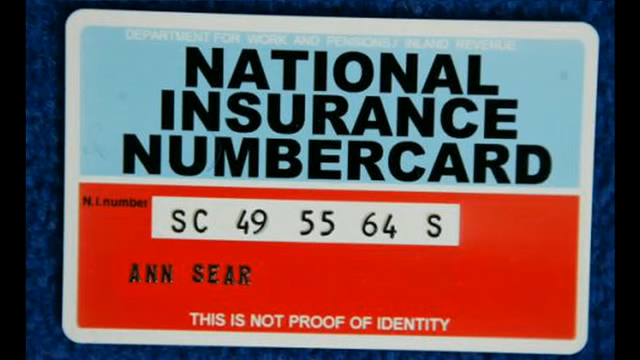 DEPARTMENT FOR WORK AND PENSIONS / INLAND REVENUE
NATIONAL
INSURANCE
NUMBERCARD
N.I.number
SC 49 55 64 S
ANN SEAR
THIS IS NOT PROOF OF IDENTITY